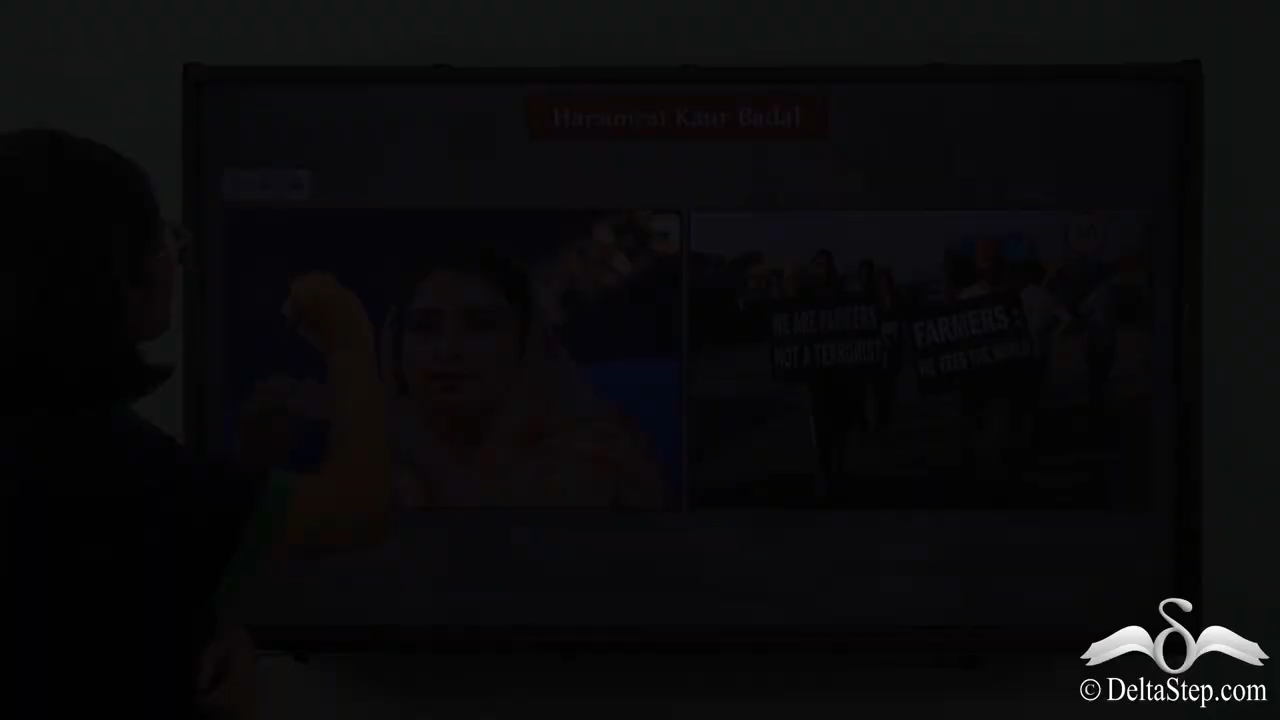 Harsimrat Kaur Badal
WE ARE FARMERS
NOT A TERRORIST
FARMERS:
WE FEED THE WORLD
© DeltaStep.com